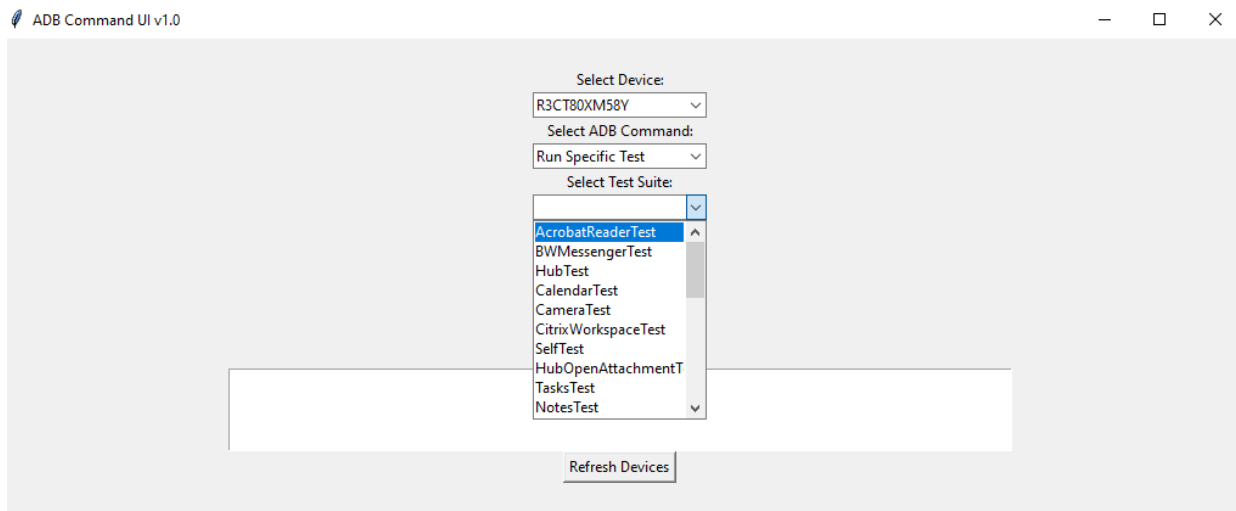 ADB Command UI v1.0
Select Device:
R3CT80XM58Y
Select ADB Command:
Run Specific Test
Select Test Suite:
AcrobatReaderTest
BWMessengerTest
HubTest
CalendarTest
CameraTest
CitrixWorkspaceTest
SelfTest
HubOpenAttachmentT
TasksTest
NotesTest
Refresh Devices